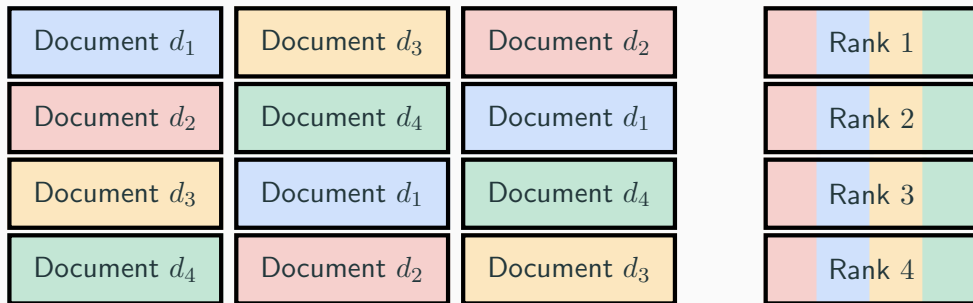 Document d₁ Document d₃ Document d₂ Rank 1
Document d₂ Document d₄ Document d₁ Rank 2
Document d₃ Document d₁ Document d₄ Rank 3
Document d₄ Document d₂ Document d₃ Rank 4